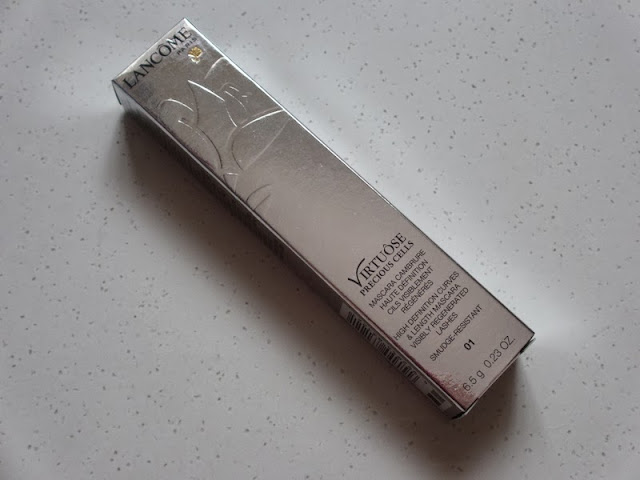 LANCÔME
PARIS
VIRTUÔSE
PRECIOUS CELLS
MASCARA CAMBRURE
HAUTE DÉFINITION
CILS VISIBLEMENT
RÉGÉNÉRÉS
HIGH DEFINITION CURVES
& LENGTH MASCARA
VISIBLY REGENERATED
LASHES
SMUDGE-RESISTANT
01
6.5 g 0.23 OZ.